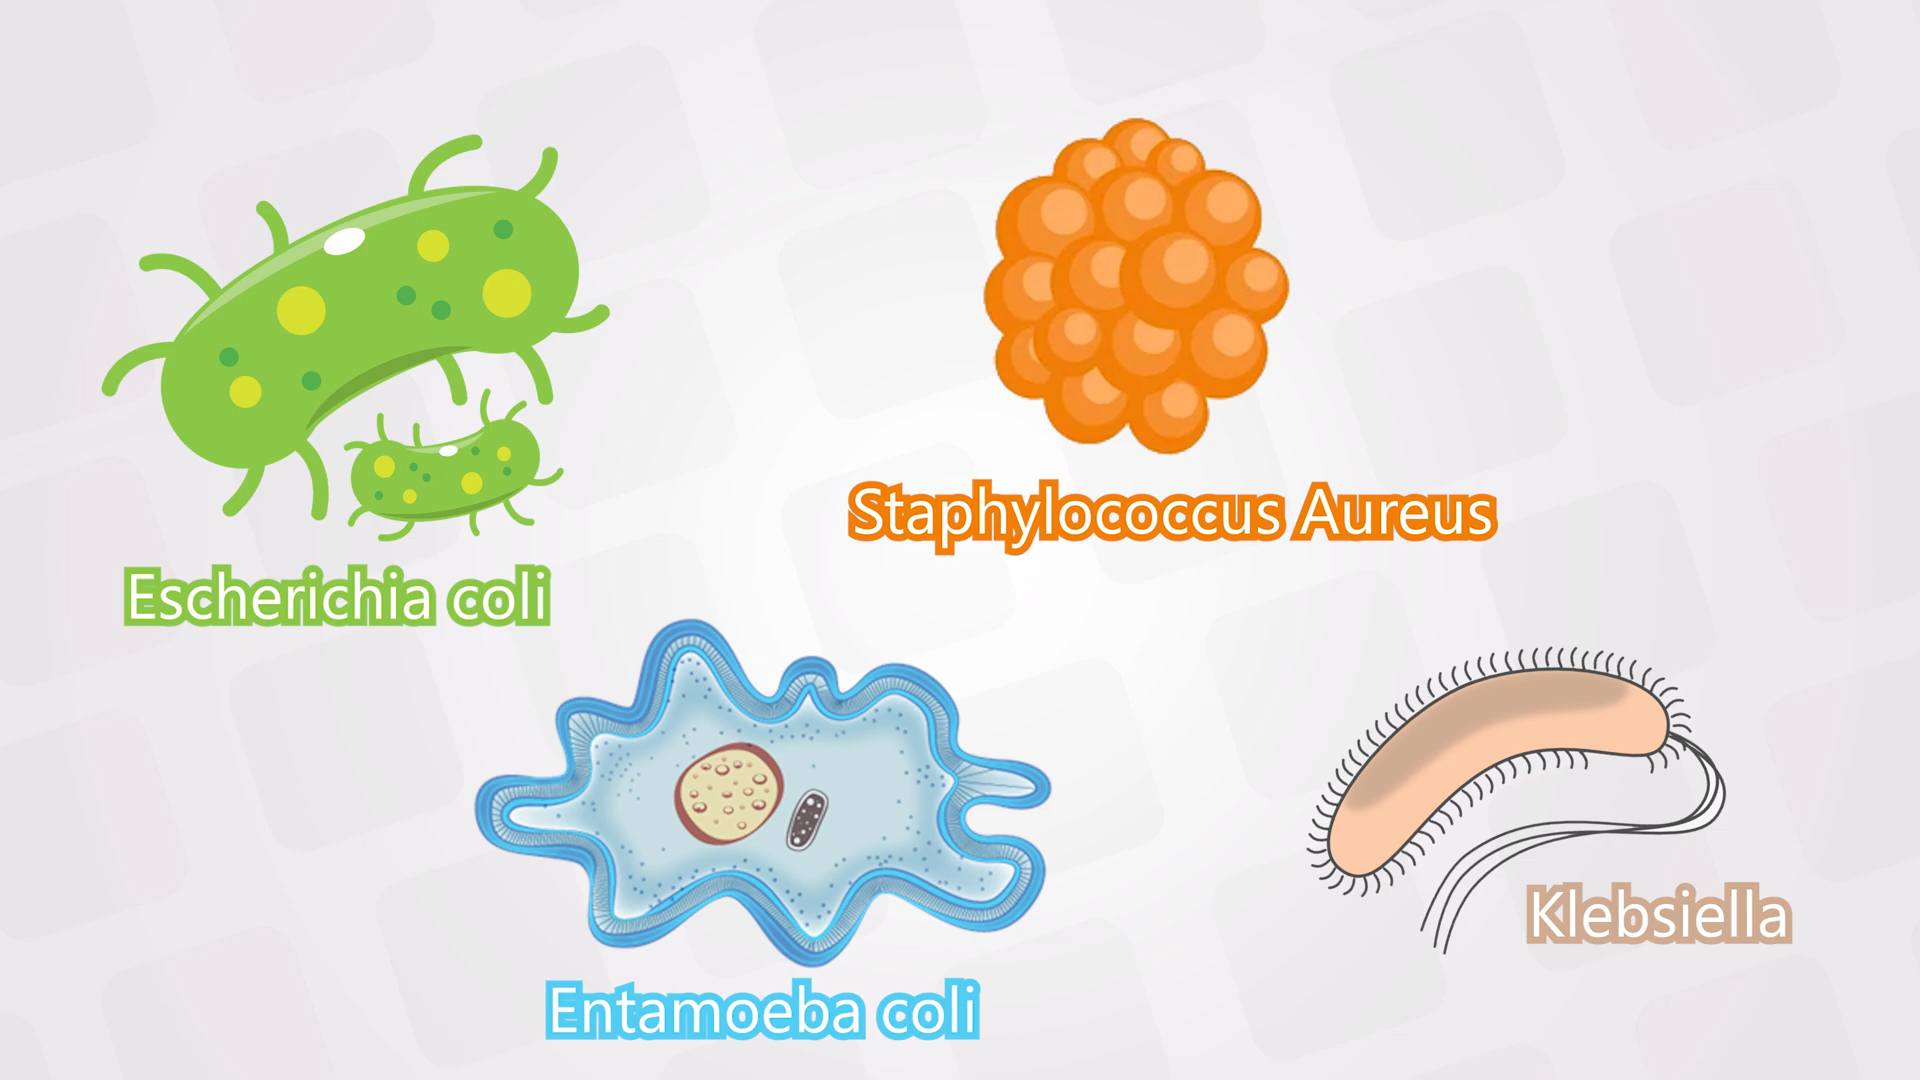 Staphylococcus Aureus
Escherichia coli
Klebsiella
Entamoeba coli